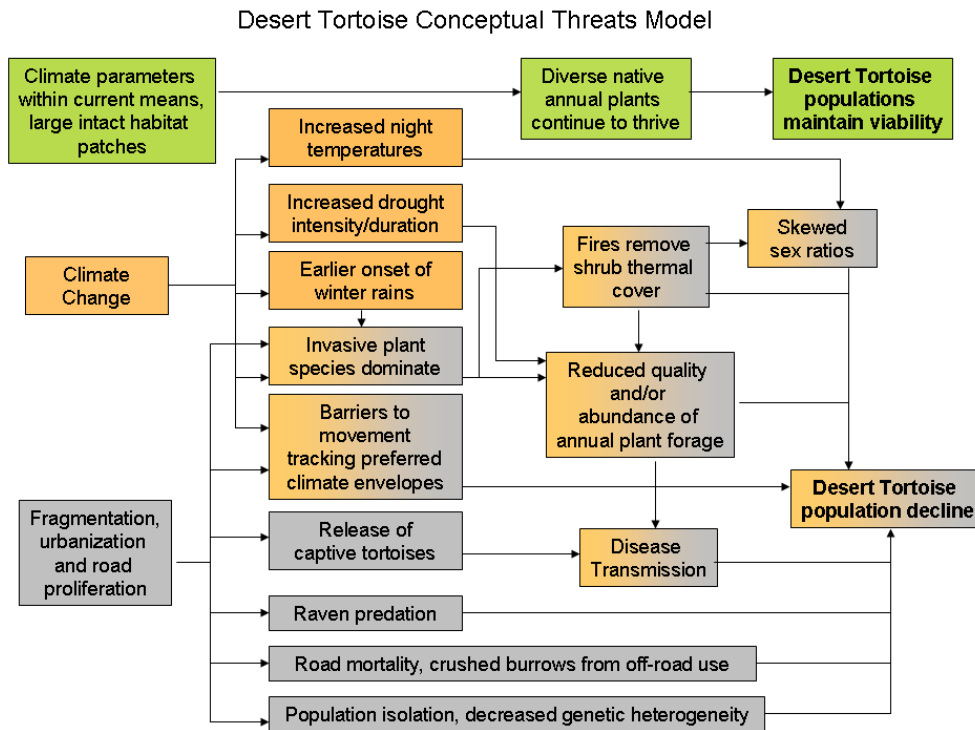 Desert Tortoise Conceptual Threats Model
Climate parameters
within current means,
large intact habitat
patches
Diverse native
annual plants
continue to thrive
Desert Tortoise
populations
maintain viability
Increased night
temperatures
Increased drought
intensity/duration
Skewed
sex ratios
Fires remove
shrub thermal
cover
Climate
Change
Earlier onset of
winter rains
Invasive plant
species dominate
Reduced quality
and/or
abundance of
annual plant forage
Barriers to
movement
tracking preferred
climate envelopes
Desert Tortoise
population decline
Fragmentation,
urbanization
and road
proliferation
Release of
captive tortoises
Disease
Transmission
Raven predation
Road mortality, crushed burrows from off-road use
Population isolation, decreased genetic heterogeneity